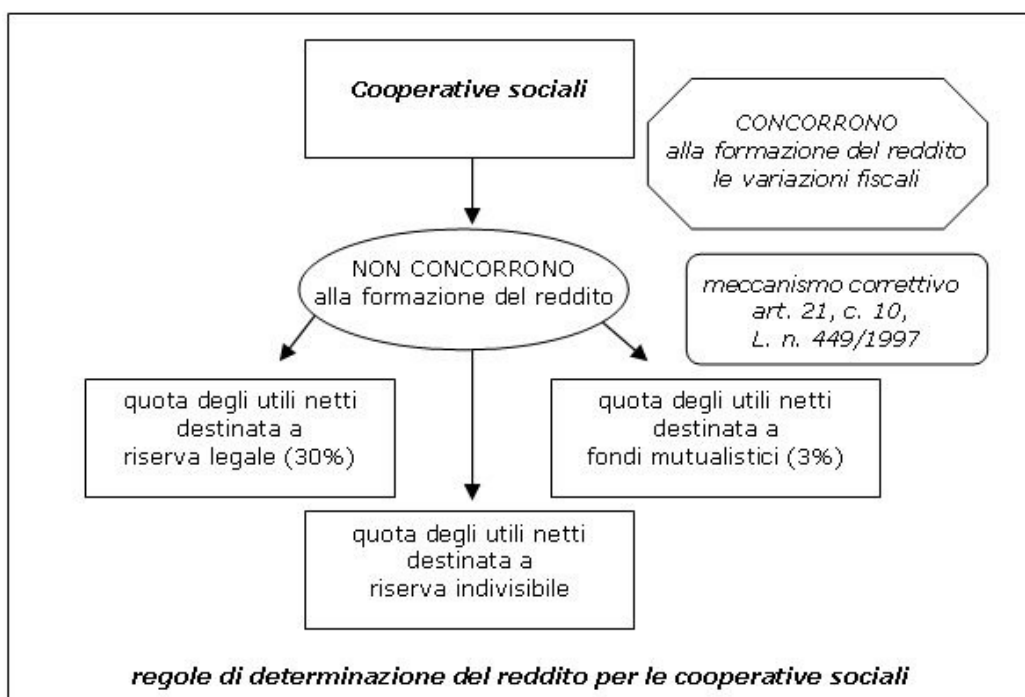 Cooperative sociali
CONCORRONO
alla formazione del reddito
le variazioni fiscali
NON CONCORRONO
alla formazione del reddito
meccanismo correttivo
art. 21, c. 10,
L. n. 449/1997
quota degli utili netti
destinata a
riserva legale (30%)
quota degli utili netti
destinata a
fondi mutualistici (3%)
quota degli utili netti
destinata a
riserva indivisibile
regole di determinazione del reddito per le cooperative sociali